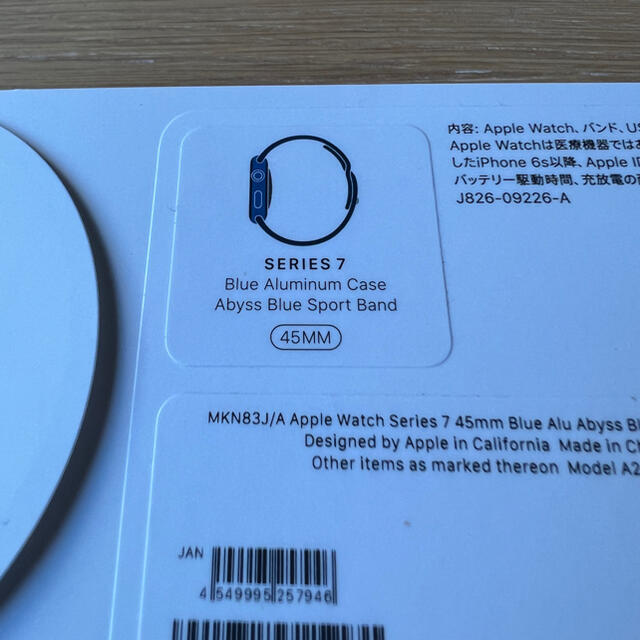 SERIES 7
Blue Aluminum Case
Abyss Blue Sport Band
45MM
内容: Apple Watch、バンド、
Apple Watchは医療機器では
したiPhone 6s以降、Apple
バッテリー駆動時間、充放電の
J826-09226-A
MKN83J/A Apple Watch Series 7 45mm Blue Alu Abyss
Designed by Apple in California Made in
Other items as marked thereon Model
JAN
4 549995 257946